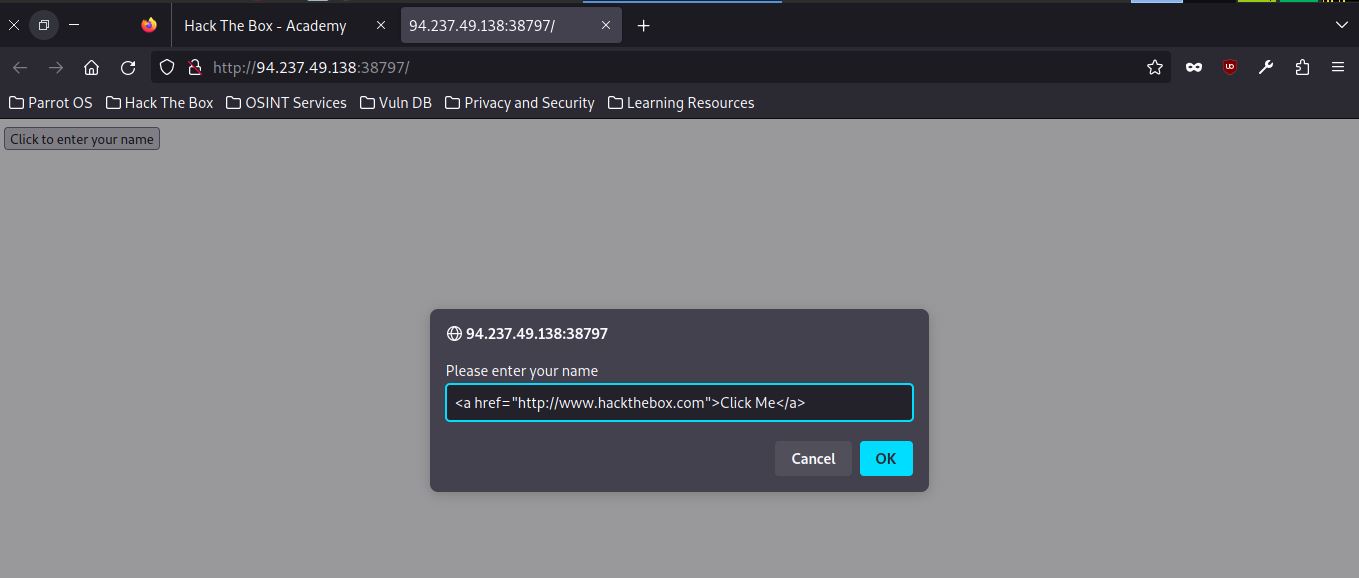 Hack The Box - Academy
94.237.49.138:38797/
http://94.237.49.138:38797/
Parrot OS Hack The Box OSINT Services Vuln DB Privacy and Security Learning Resources
Click to enter your name
94.237.49.138:38797
Please enter your name
<a href="http://www.hackthebox.com">Click Me</a>
Cancel OK